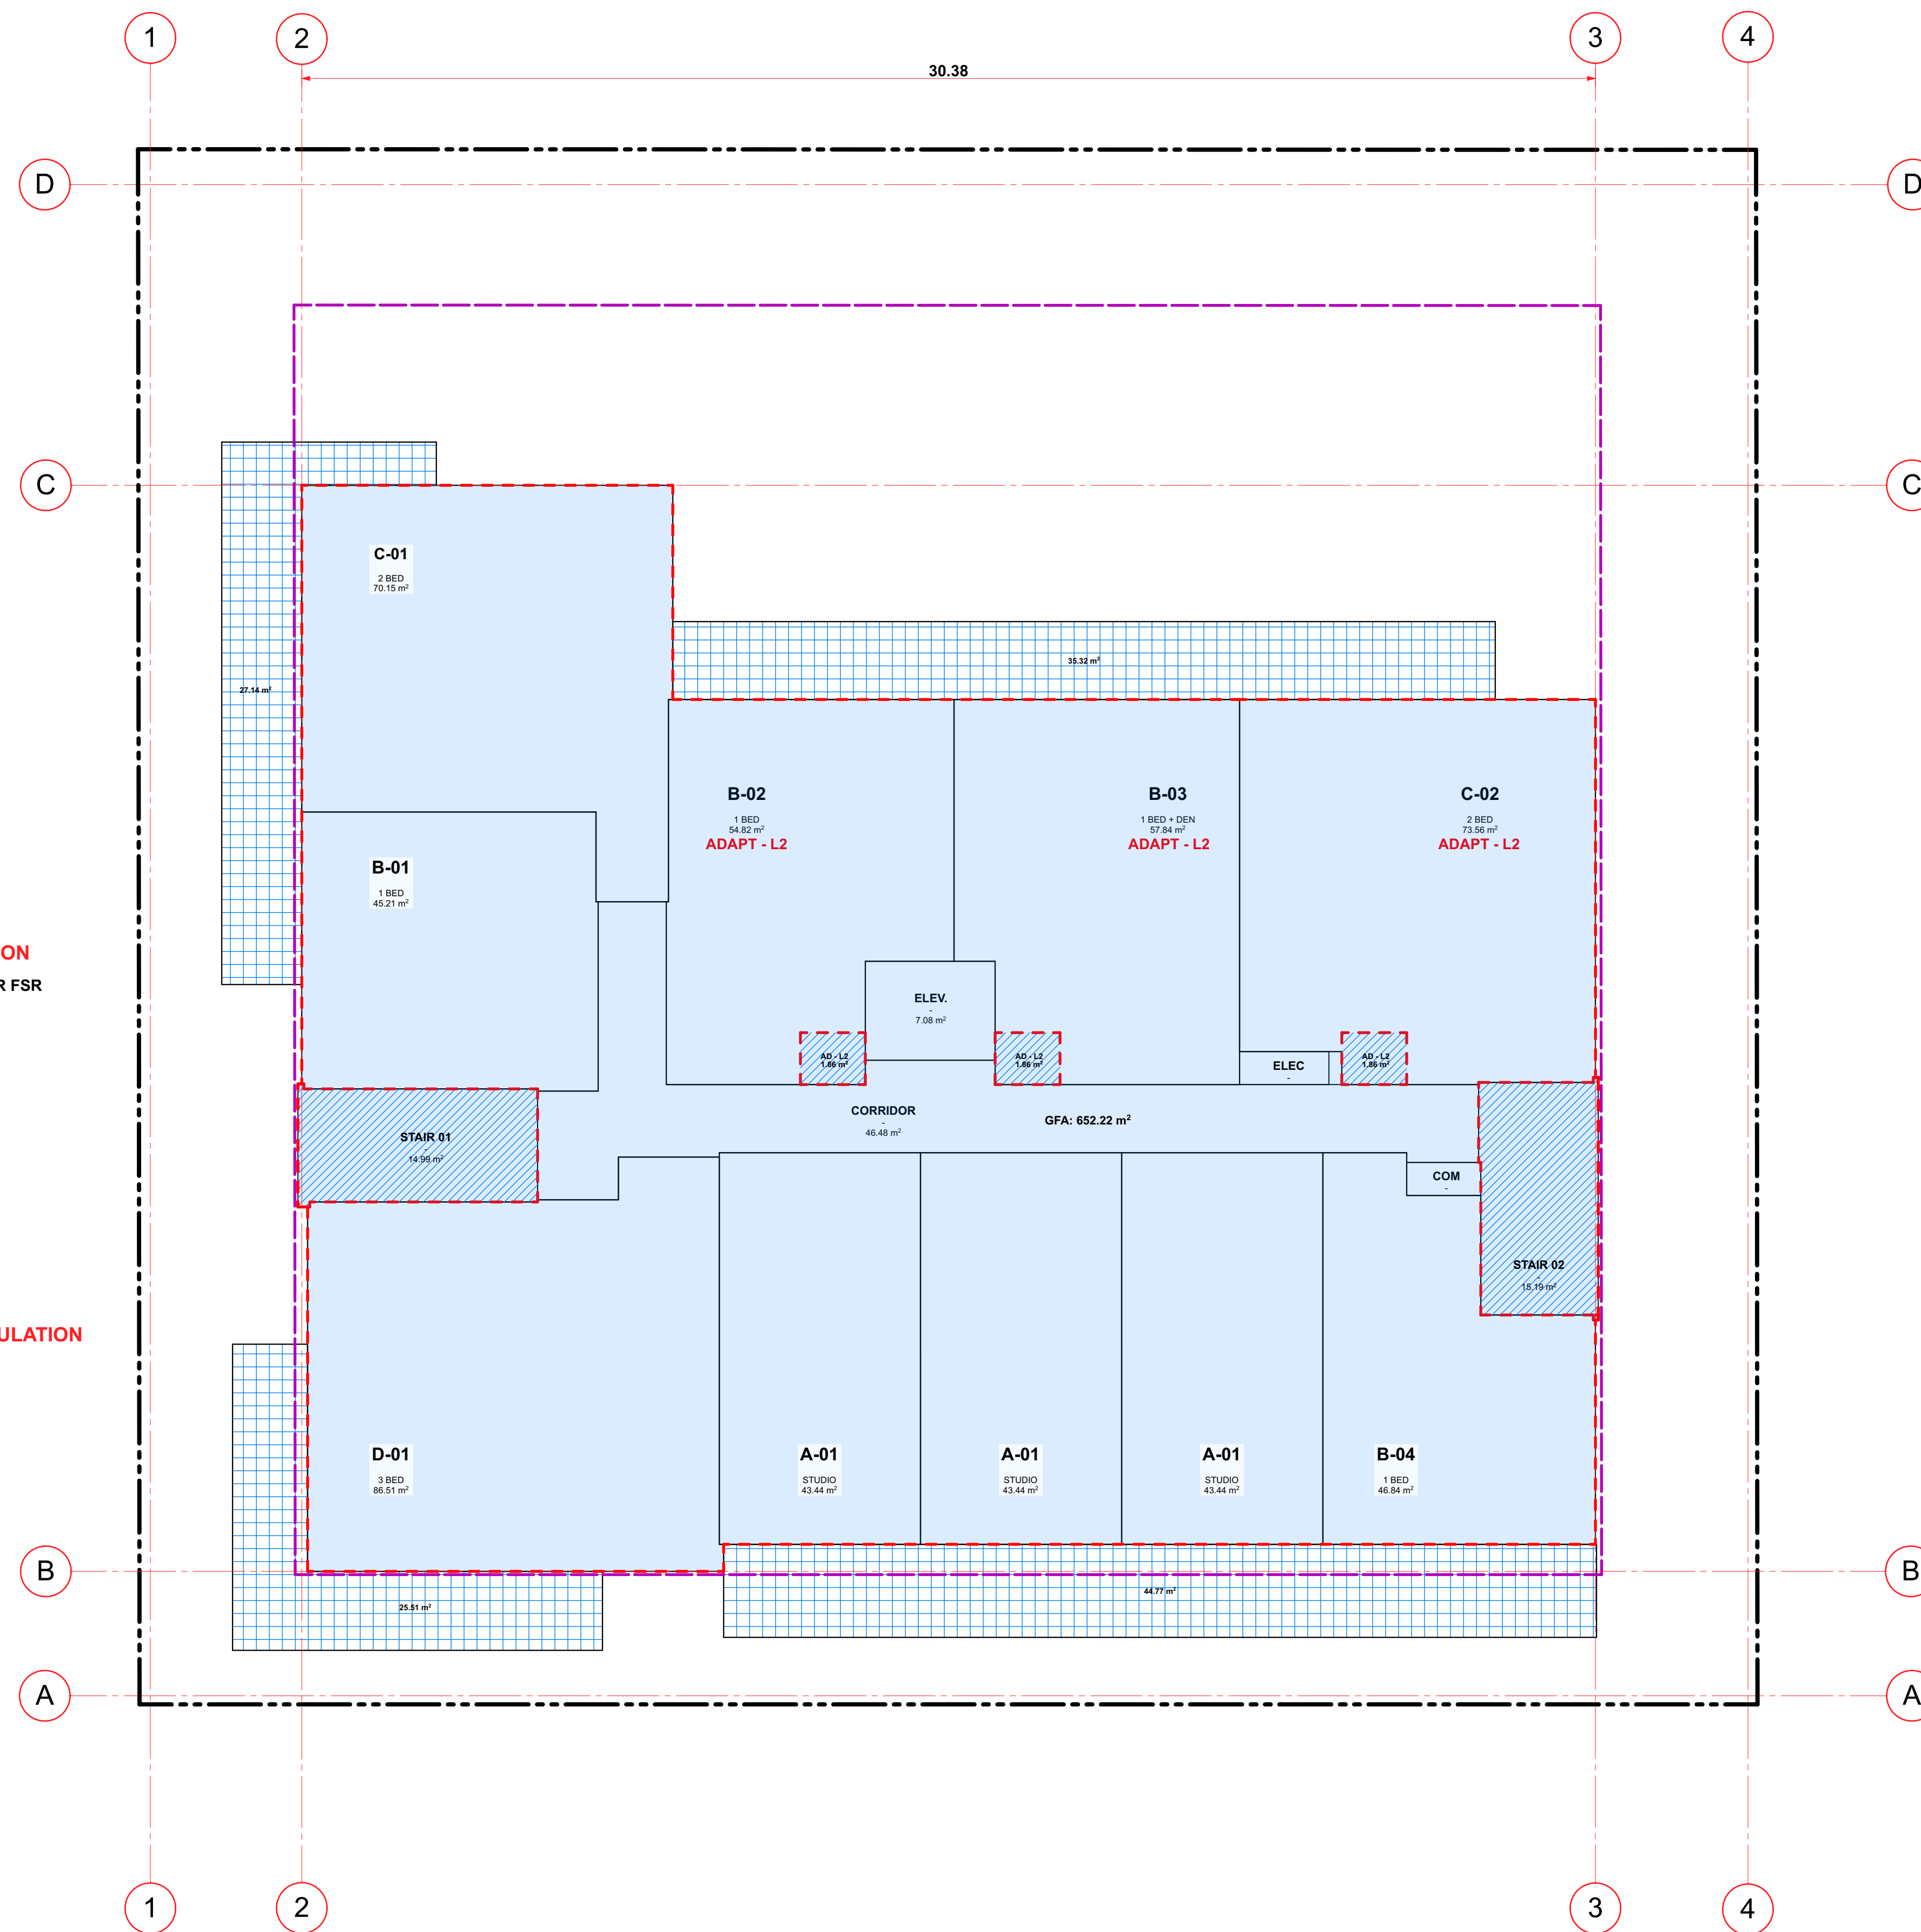 1
2
3
4
30.38
D
D
C
C
C-01
2 BED
70.15 m²
35.32 m²
27.14 m²
B-02
1 BED
54.82 m²
ADAPT - L2
B-03
1 BED + DEN
57.84 m²
ADAPT - L2
C-02
2 BED
73.56 m²
ADAPT - L2
B-01
1 BED
45.21 m²
ON
R FSR
ELEV.
-
7.08 m²
AD - L2
1.86 m²
AD - L2
1.86 m²
ELEC
-
AD - L2
1.86 m²
CORRIDOR
-
46.48 m²
GFA: 652.22 m²
STAIR 01
-
14.99 m²
COM
-
STAIR 02
-
15.19 m²
ULATION
D-01
3 BED
86.51 m²
A-01
STUDIO
43.44 m²
A-01
STUDIO
43.44 m²
A-01
STUDIO
43.44 m²
B-04
1 BED
46.84 m²
B
B
44.77 m²
25.51 m²
A
A
1
2
3
4